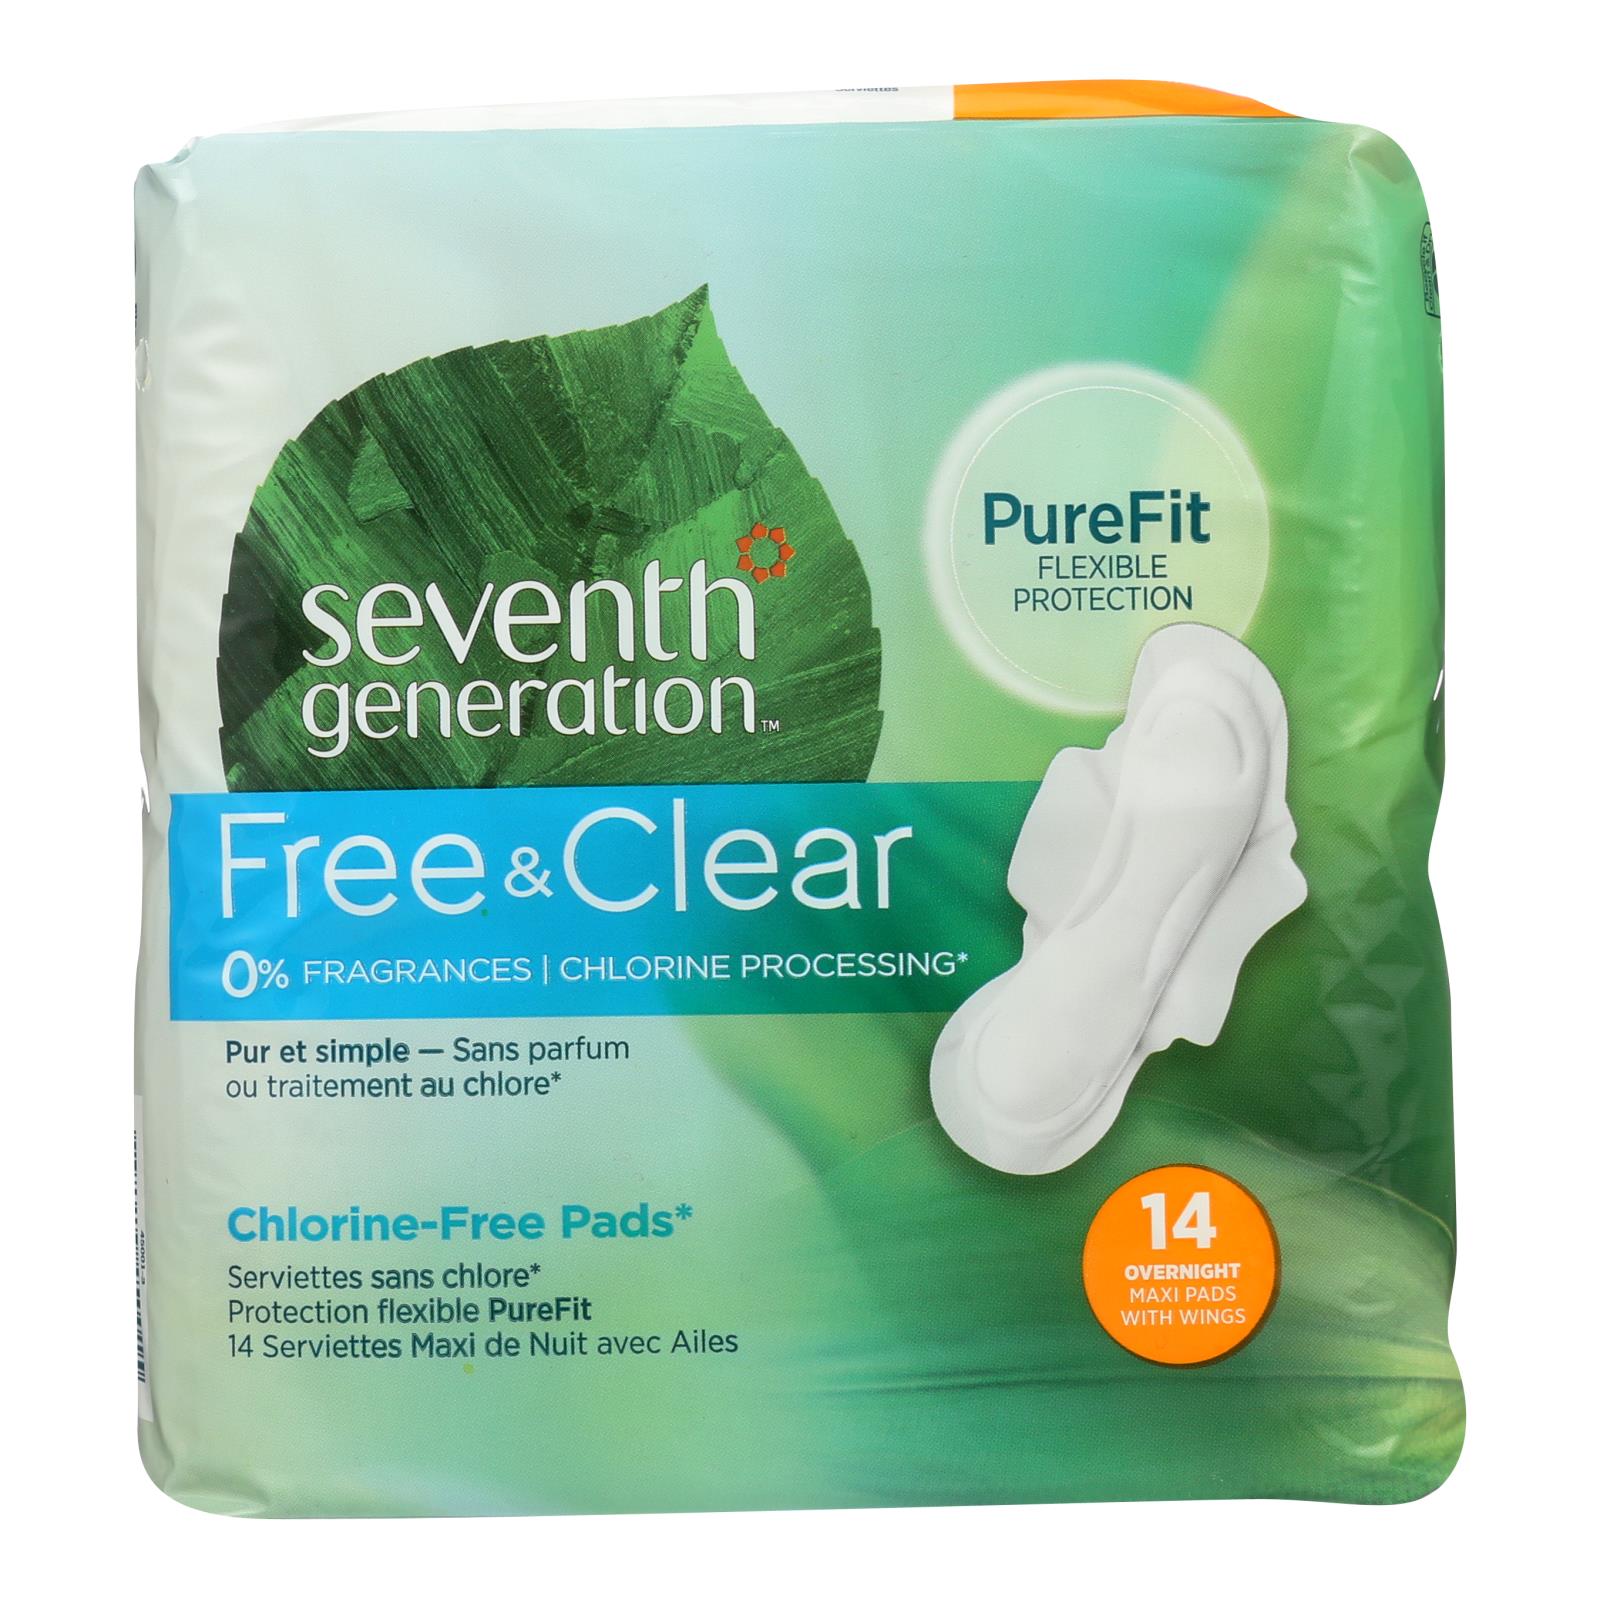 Serviettes
seventh
generation™
PureFit
FLEXIBLE
PROTECTION
Free & Clear
0% FRAGRANCES | CHLORINE PROCESSING*
Pur et simple — Sans parfum
ou traitement au chlore*
Chlorine-Free Pads*
Serviettes sans chlore*
Protection flexible PureFit
14 Serviettes Maxi de Nuit avec Ailes
14
OVERNIGHT
MAXI PADS
WITH WINGS